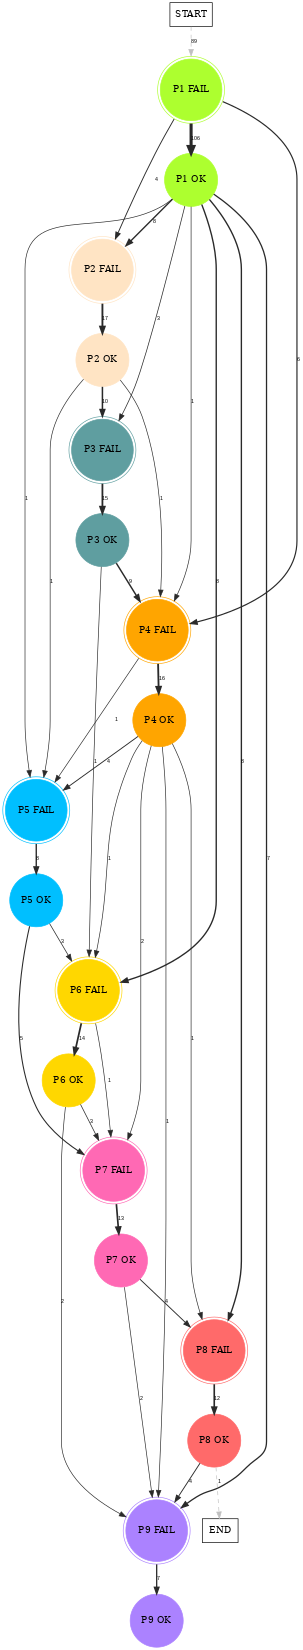 START
89
P1 FAIL
106
P1 OK
4
8
P2 FAIL
17
3
P2 OK
1
10
1
6
P3 FAIL
1
15
1
8
P3 OK
9
P4 FAIL
16
P4 OK
1
4
1
8
P5 FAIL
8
1
7
P5 OK
3
2
P6 FAIL
5
14
1
1
P6 OK
1
3
P7 FAIL
13
P7 OK
2
4
2
P8 FAIL
12
P8 OK
4
1
P9 FAIL
END
7
P9 OK